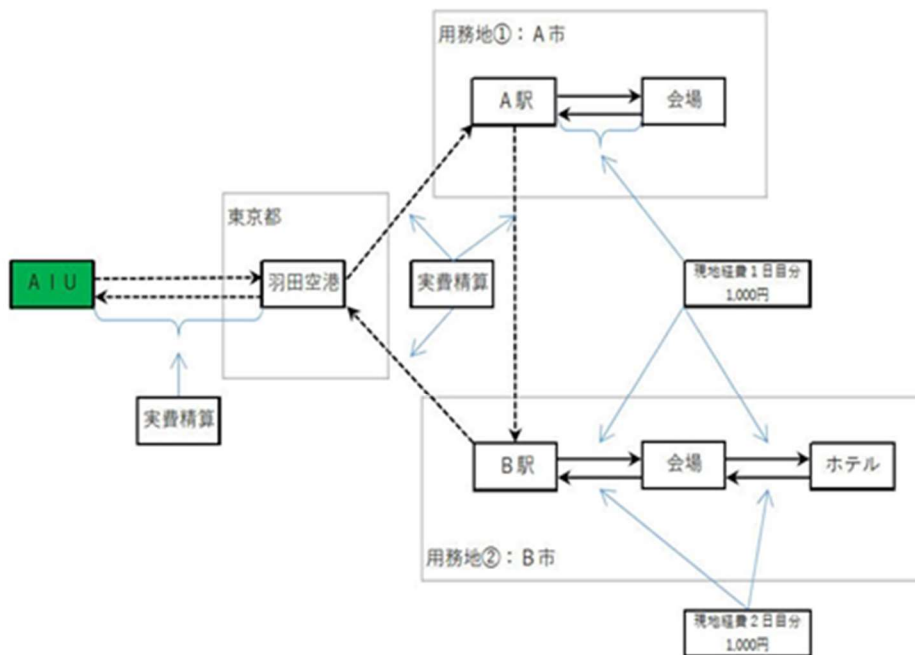 用務地①：A市
A駅
会場
東京都
AIU
羽田空港
実費精算
現地経費1日目分
1,000円
実費精算
B駅
会場
ホテル
用務地②：B市
現地経費2日目分
1,000円